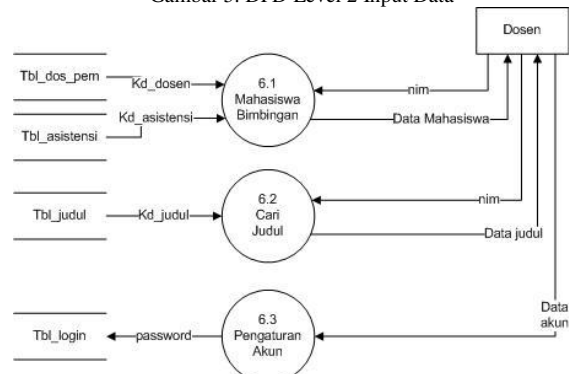 Gambar 5. DFD Level 2 Input Data
Dosen
Tbl_dos_pem
Kd_dosen
6.1
Mahasiswa
Bimbingan
nim
Kd_asistensi
Data Mahasiswa
Tbl_asistensi
6.2
Cari
Judul
nim
Tbl_judul
Kd_judul
Data judul
Data
akun
6.3
Pengaturan
Akun
Tbl_login
password